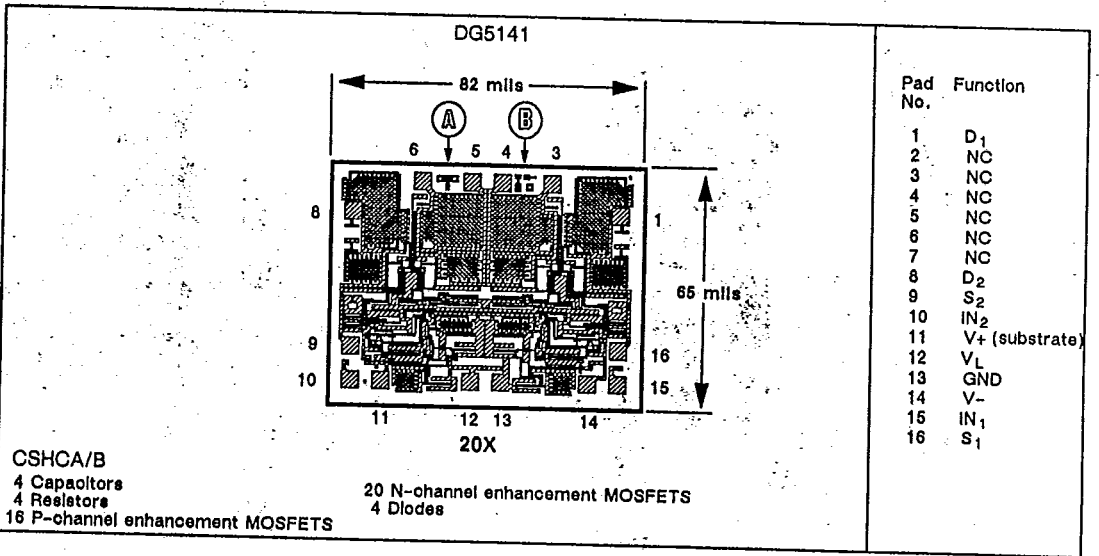 DG5141
82 mils
A B
6 5 4 3
8 1
65 mils
9 16
10 15
11 12 13 14
20X
CSHCA/B
4 Capacitors
4 Resistors
16 P-channel enhancement MOSFETS
20 N-channel enhancement MOSFETS
4 Diodes
Pad Function
No.
1 D1
2 NC
3 NC
4 NC
5 NC
6 NC
7 NC
8 D2
9 S2
10 IN2
11 V+ (substrate)
12 VL
13 GND
14 V-
15 IN1
16 S1